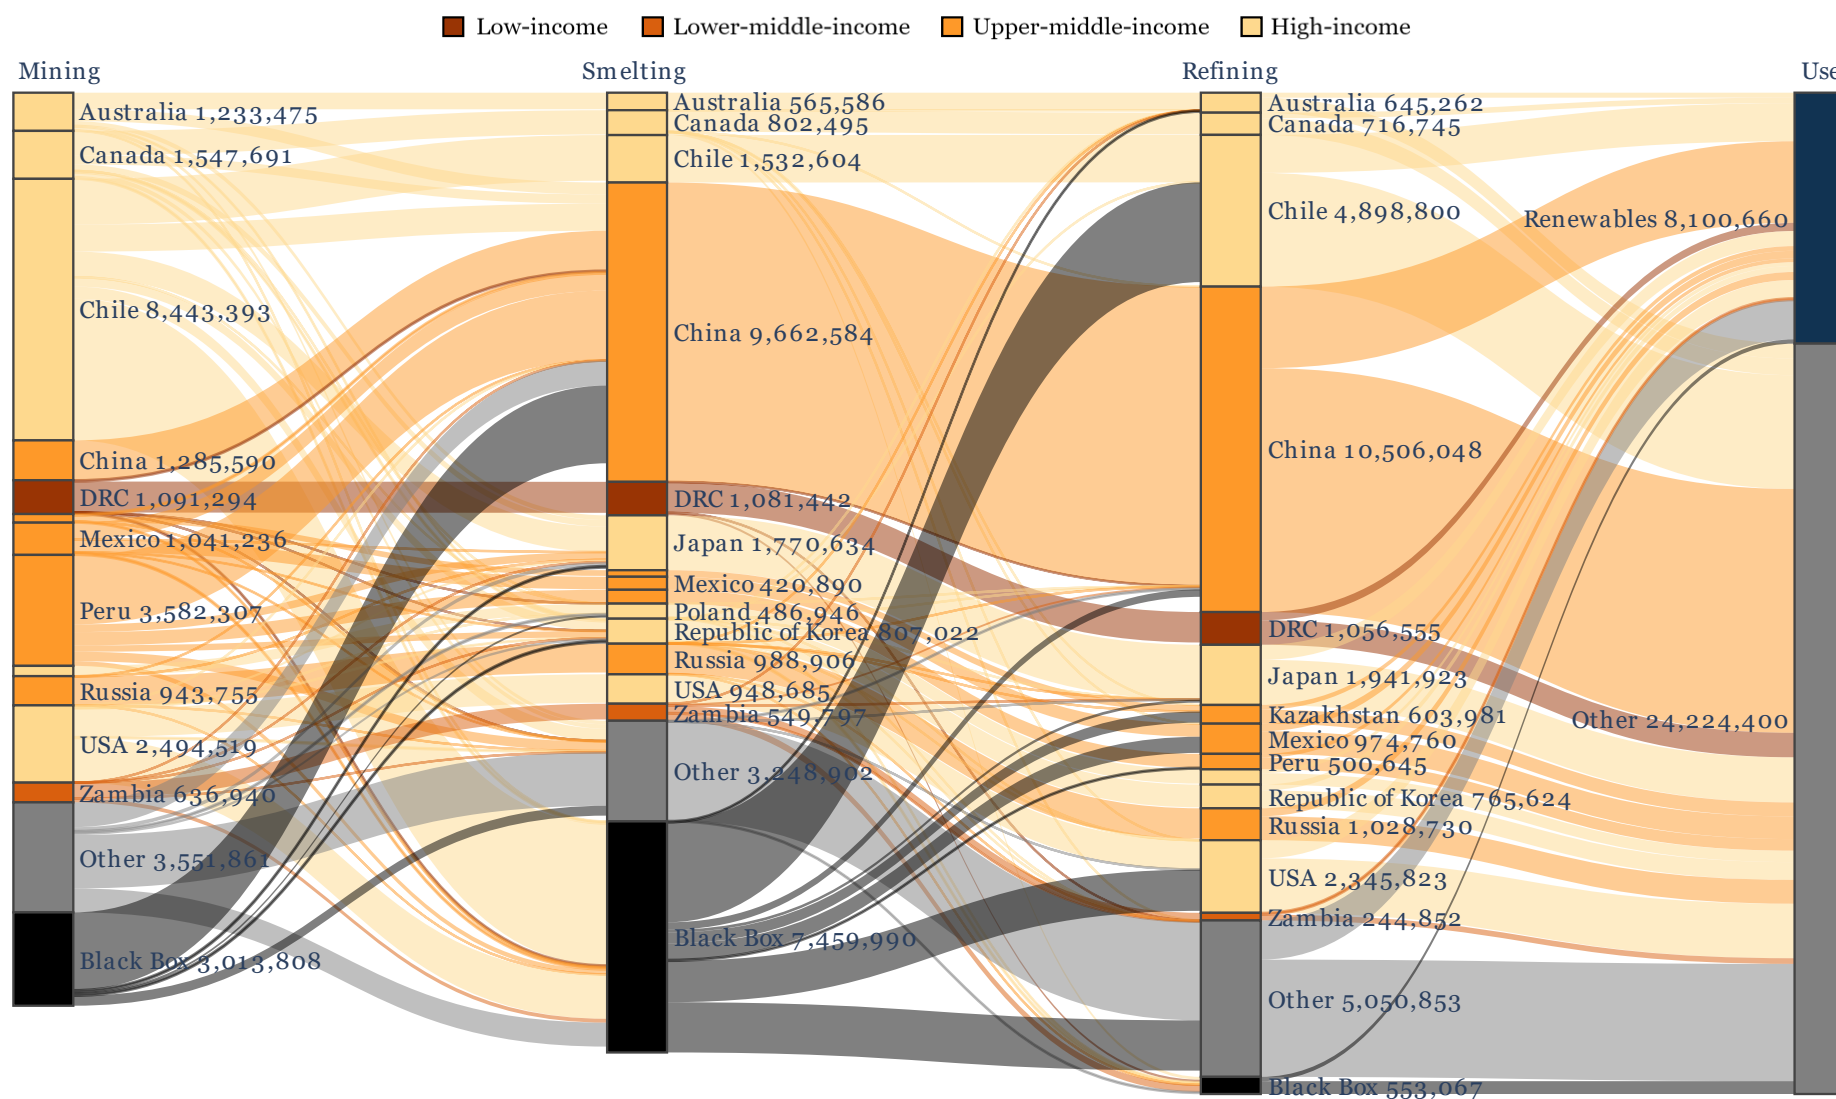 Low-income
Lower-middle-income
Upper-middle-income
High-income
Mining
Smelting
Refining
Use
Australia 1,233,475
Canada 1,547,691
Chile 8,443,393
China 1,285,590
DRC 1,091,294
Mexico 1,041,236
Peru 3,582,307
Russia 943,755
USA 2,494,519
Zambia 636,940
Other 3,551,861
Black Box 3,013,808
Australia 565,586
Canada 802,495
Chile 1,532,604
China 9,662,584
DRC 1,081,442
Japan 1,770,634
Mexico 420,890
Poland 486,946
Republic of Korea 807,022
Russia 988,906
USA 948,685
Zambia 549,797
Other 3,248,902
Black Box 7,459,990
Australia 645,262
Canada 716,745
Chile 4,898,800
China 10,506,048
DRC 1,056,555
Japan 1,941,923
Kazakhstan 603,981
Mexico 974,760
Peru 500,645
Republic of Korea 765,624
Russia 1,028,730
USA 2,345,823
Zambia 244,852
Other 5,050,853
Black Box 553,067
Renewables 8,100,660
Other 24,224,400